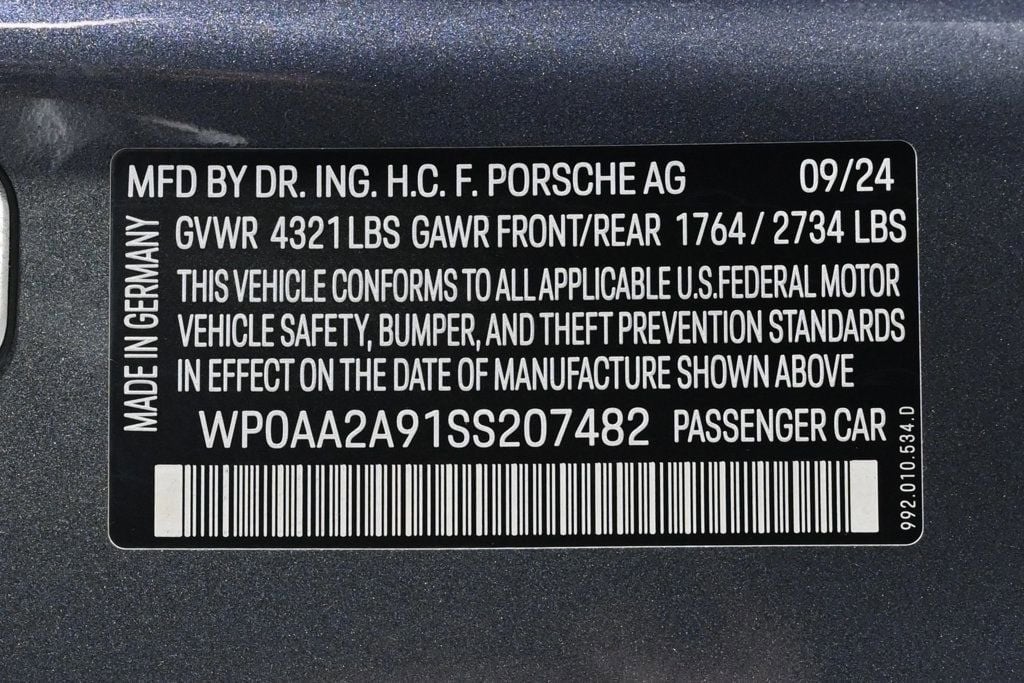 MFD BY DR. ING. H.C. F. PORSCHE AG 09/24
GVWR 4321LBS GAWR FRONT/REAR 1764 / 2734 LBS
THIS VEHICLE CONFORMS TO ALL APPLICABLE U.S.FEDERAL MOTOR
VEHICLE SAFETY, BUMPER, AND THEFT PREVENTION STANDARDS
IN EFFECT ON THE DATE OF MANUFACTURE SHOWN ABOVE
WP0AA2A91SS207482 PASSENGER CAR
MADE IN GERMANY
992.010.534.D